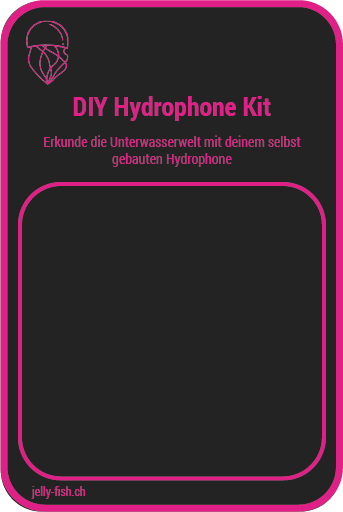 DIY Hydrophone Kit
Erkunde die Unterwasserwelt mit deinem selbst
gebauten Hydrophone
jelly-fish.ch